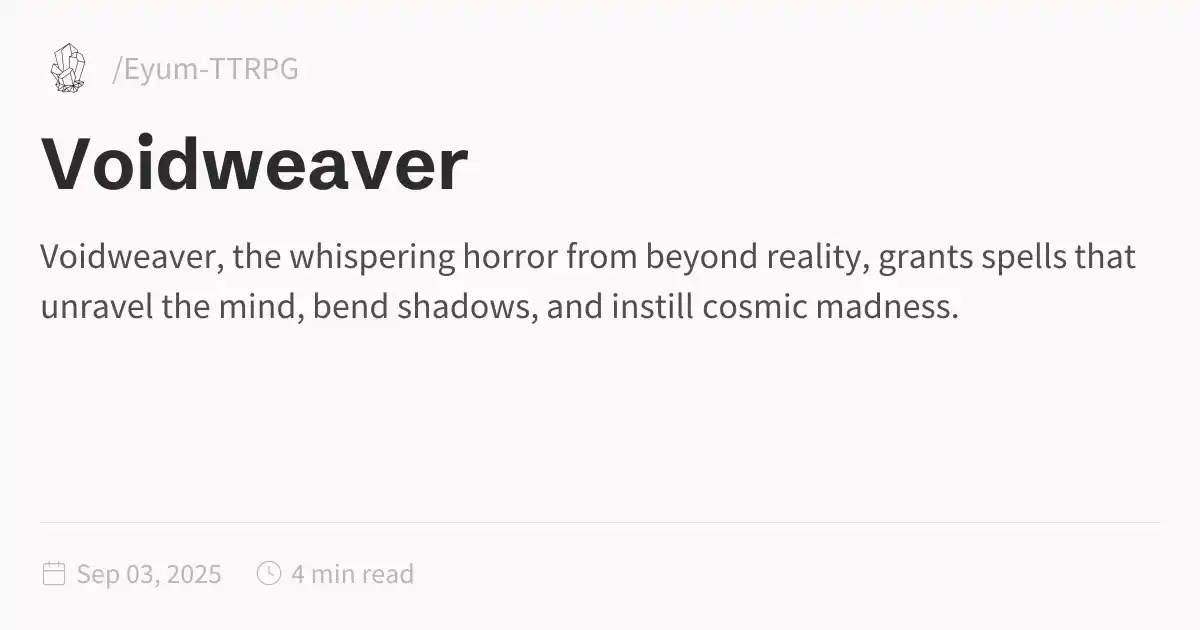 /Eyum-TTRPG
Voidweaver
Voidweaver, the whispering horror from beyond reality, grants spells that
unravel the mind, bend shadows, and instill cosmic madness.
Sep 03, 2025 4 min read